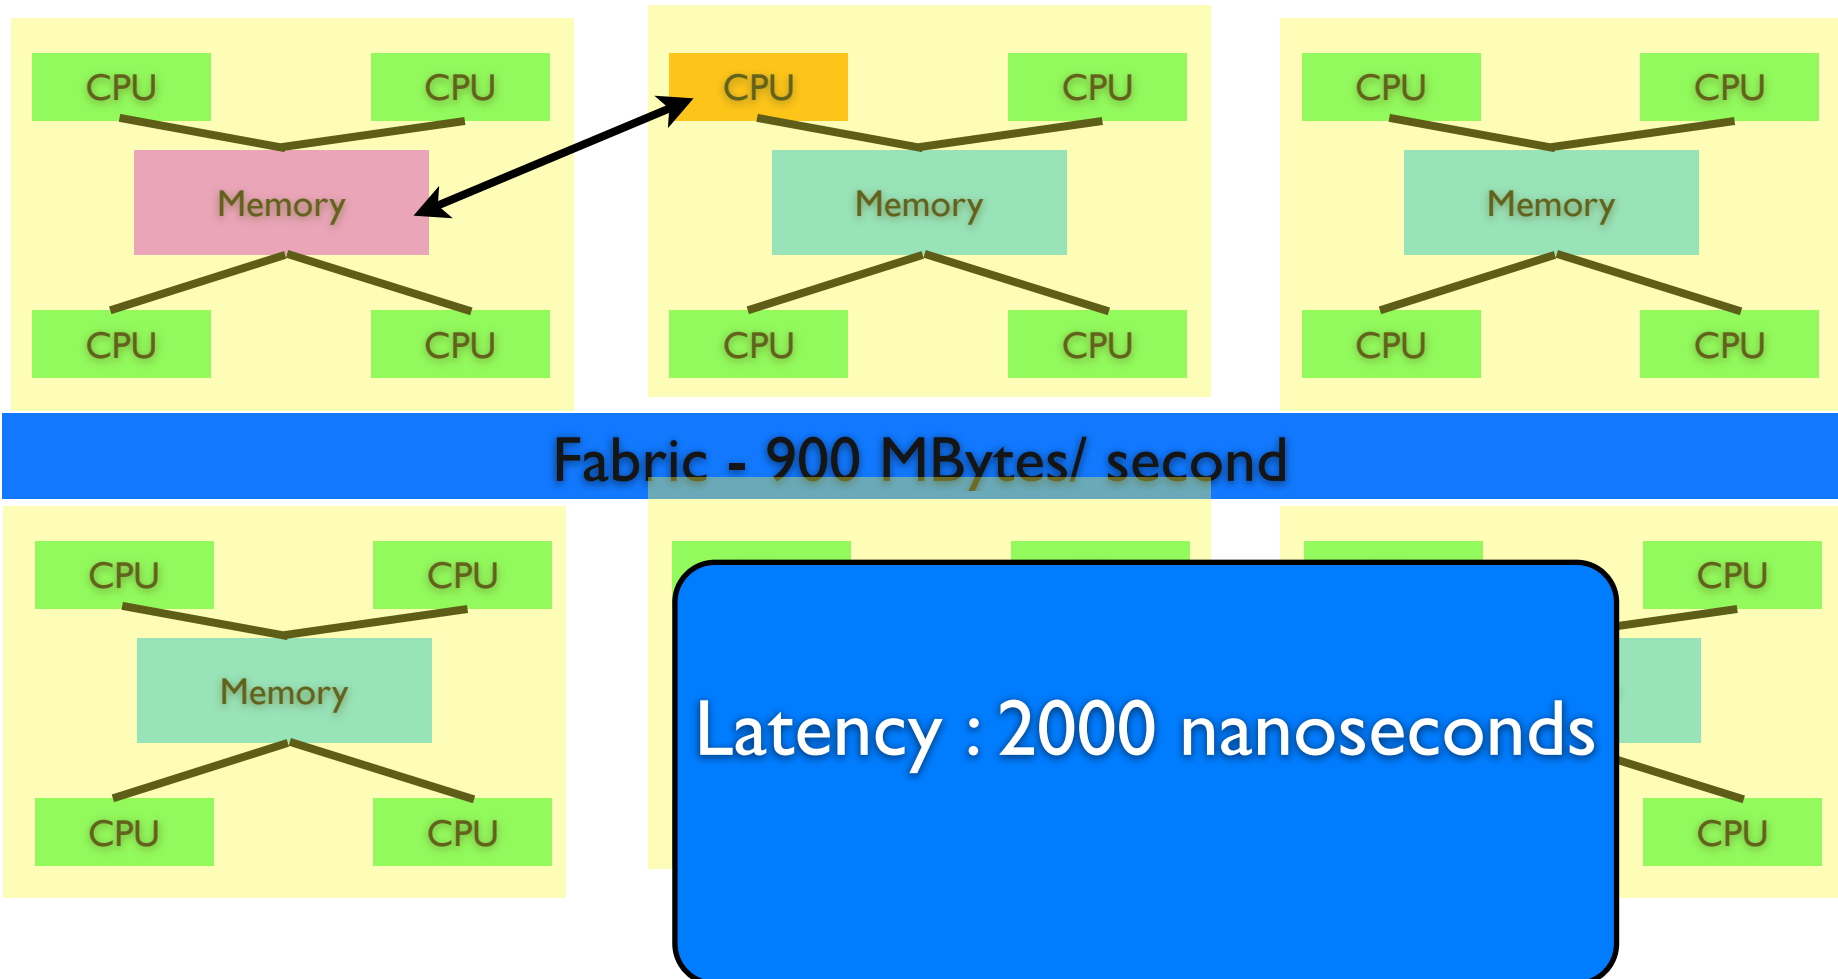 CPU
CPU
Memory
CPU
CPU
CPU
CPU
Memory
CPU
CPU
CPU
CPU
Memory
CPU
CPU
Fabric - 900 MBytes/ second
CPU
CPU
Memory
CPU
CPU
Latency : 2000 nanoseconds
CPU
CPU